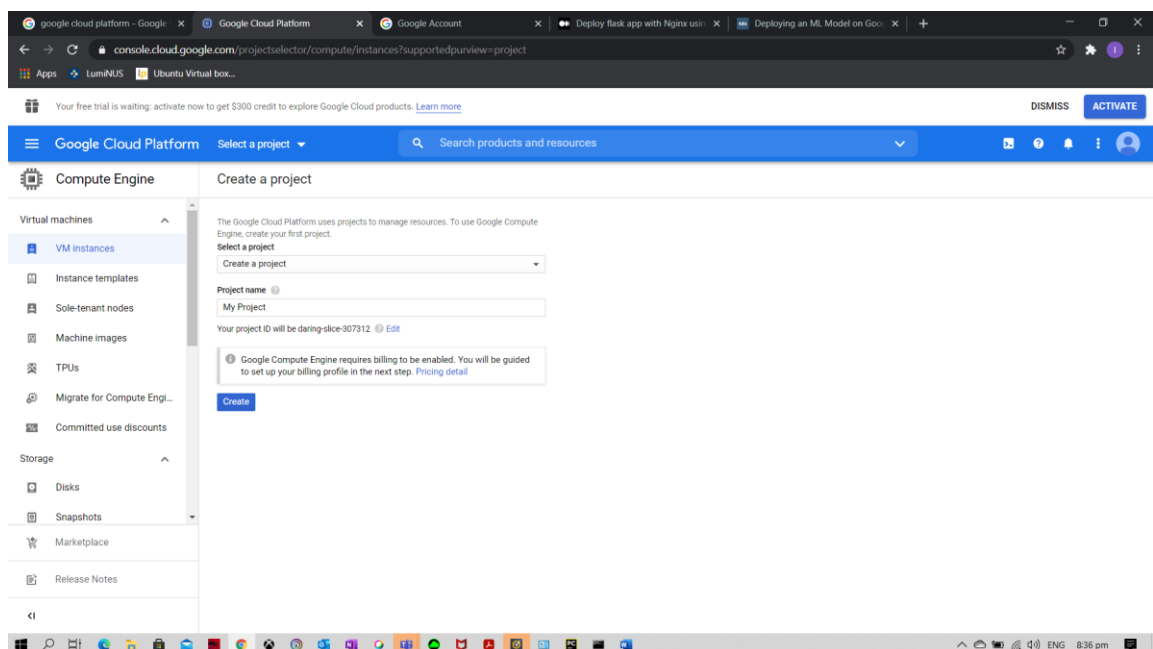 google cloud platform - Google
Google Cloud Platform
Google Account
Deploy flask app with Nginx usin
Deploying an ML Model on Goo
console.cloud.google.com/projectselector/compute/instances?supportedpurview=project
Apps
LumiNUS
Ubuntu Virtual box...
Your free trial is waiting: activate now to get $300 credit to explore Google Cloud products. Learn more
DISMISS
ACTIVATE
Google Cloud Platform
Select a project
Search products and resources
Compute Engine
Create a project
Virtual machines
VM instances
Instance templates
Sole-tenant nodes
Machine images
TPUs
Migrate for Compute Engi...
Committed use discounts
Storage
Disks
Snapshots
Marketplace
Release Notes
The Google Cloud Platform uses projects to manage resources. To use Google Compute
Engine, create your first project.
Select a project
Create a project
Project name
My Project
Your project ID will be daring-slice-307312 Edit
Google Compute Engine requires billing to be enabled. You will be guided
to set up your billing profile in the next step. Pricing detail
Create
ENG 8:36 pm